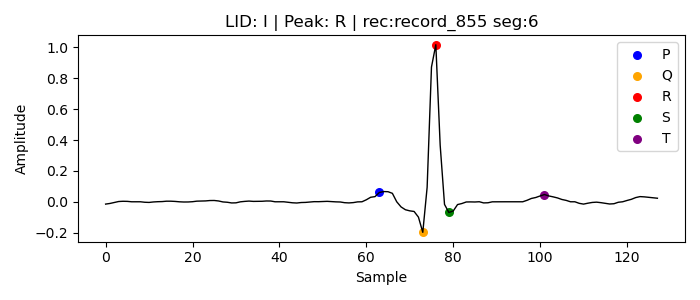 LID: I | Peak: R | rec:record_855 seg:6
Amplitude
1.0
0.8
0.6
0.4
0.2
0.0
−0.2
P
Q
R
S
T
0 20 40 60 80 100 120
Sample